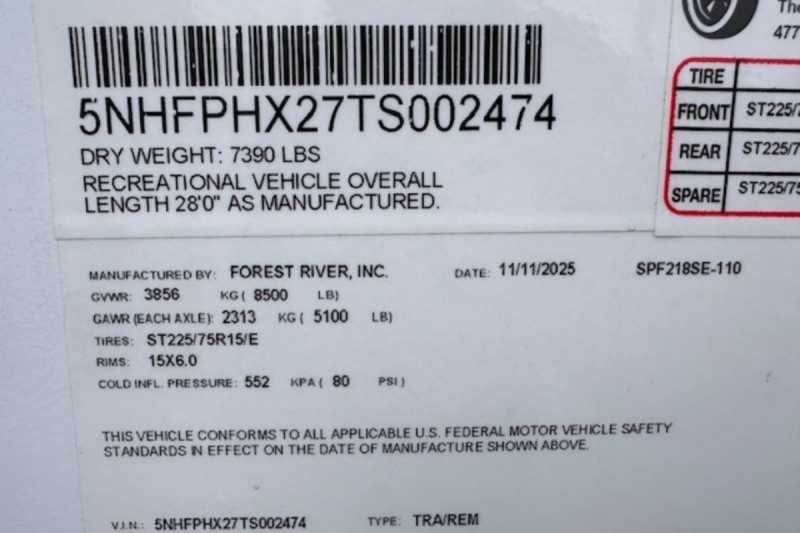 5NHFPHX27TS002474
DRY WEIGHT: 7390 LBS
RECREATIONAL VEHICLE OVERALL
LENGTH 28'0" AS MANUFACTURED.
The
477
TIRE
FRONT ST225/7
REAR ST225/7
SPARE ST225/75
MANUFACTURED BY: FOREST RIVER, INC. DATE: 11/11/2025 SPF218SE-110
GVWR: 3856 KG ( 8500 LB)
GAWR (EACH AXLE): 2313 KG ( 5100 LB)
TIRES: ST225/75R15/E
RIMS: 15X6.0
COLD INFL. PRESSURE: 552 KPA ( 80 PSI )
THIS VEHICLE CONFORMS TO ALL APPLICABLE U.S. FEDERAL MOTOR VEHICLE SAFETY
STANDARDS IN EFFECT ON THE DATE OF MANUFACTURE SHOWN ABOVE.
V.I.N.: 5NHFPHX27TS002474 TYPE: TRA/REM